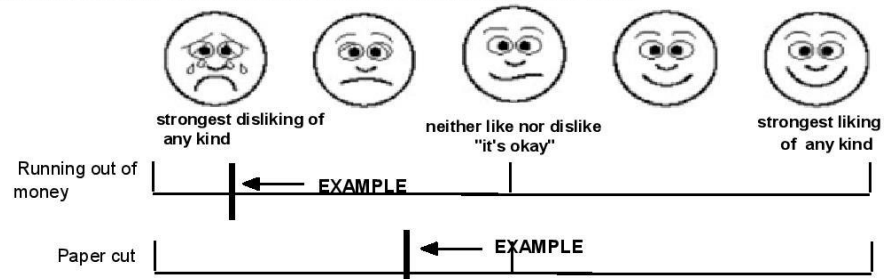 strongest disliking of
any kind
neither like nor dislike
"it's okay"
strongest liking
of any kind
Running out of
money
EXAMPLE
Paper cut
EXAMPLE